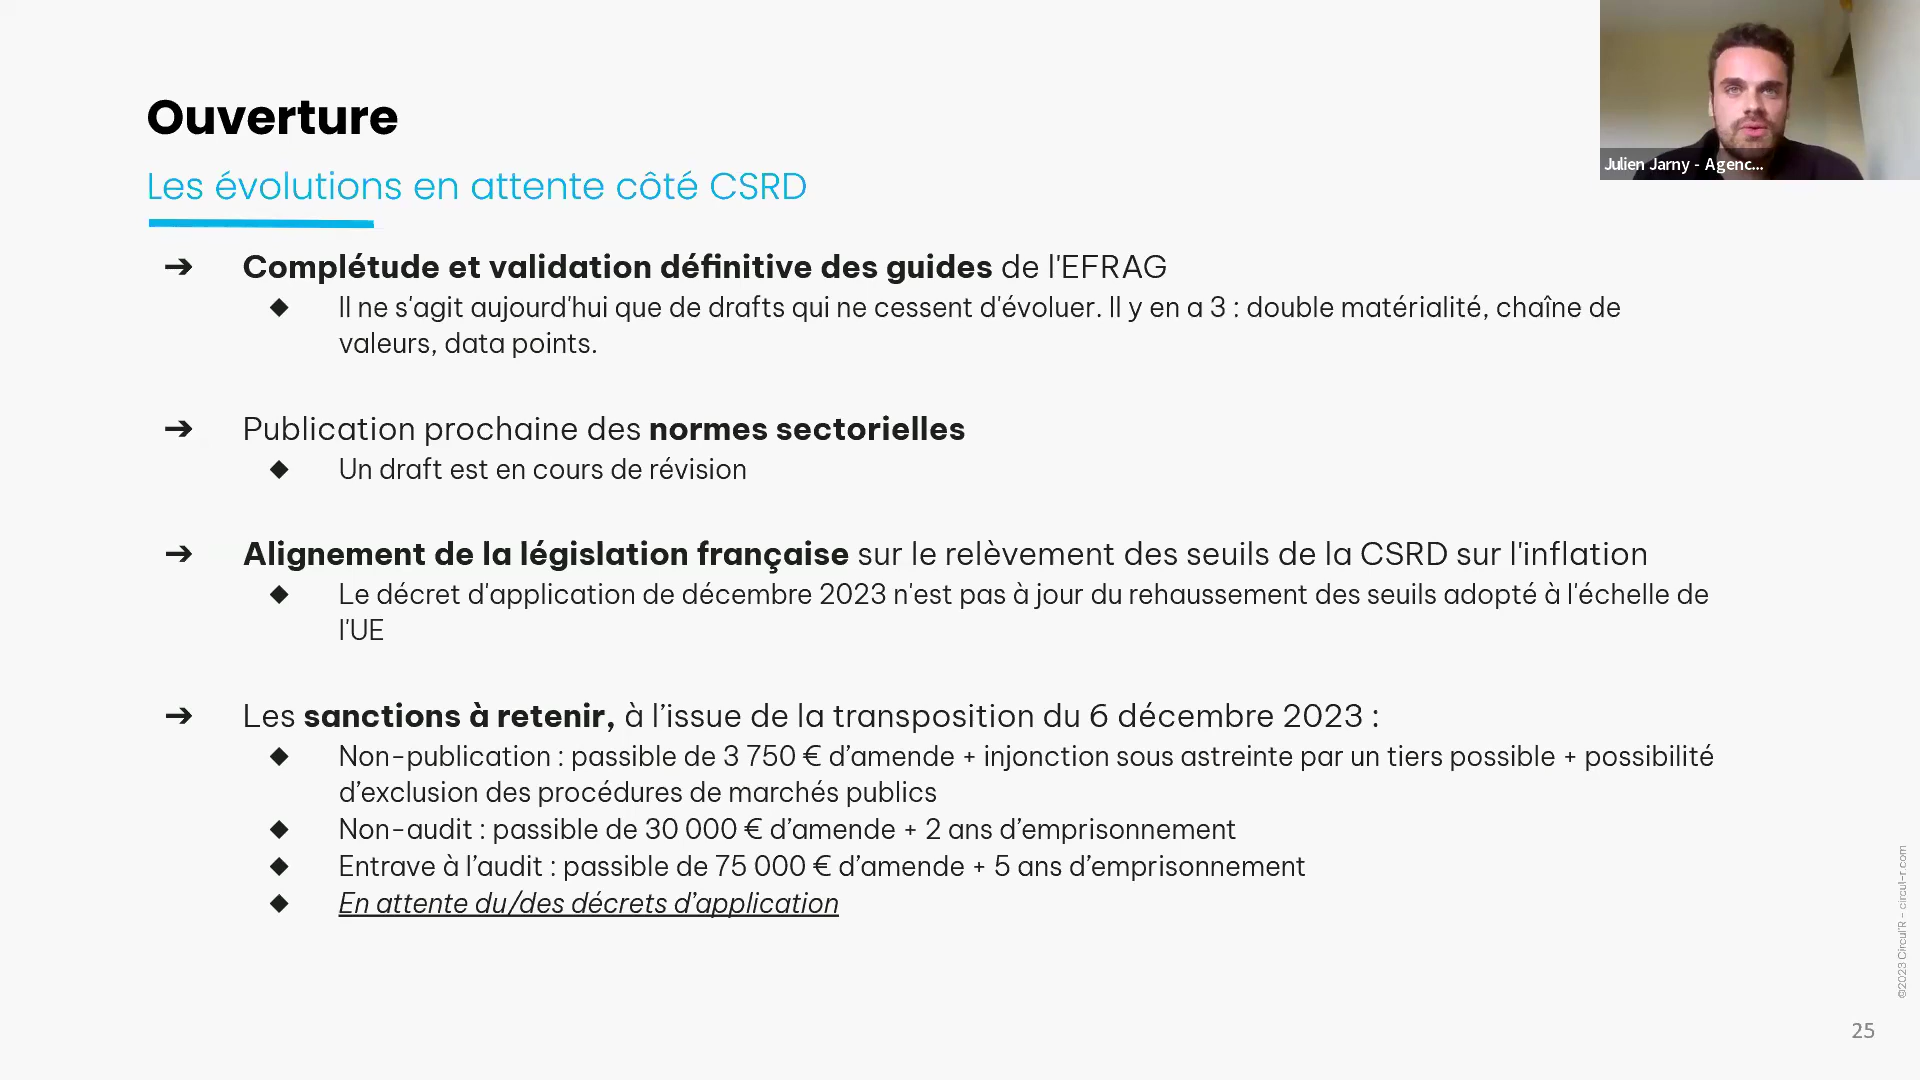 Ouverture
Les évolutions en attente côté CSRD
Julien Jarny - Agenc...
➔ Complétude et validation définitive des guides de l'EFRAG
◆ Il ne s'agit aujourd'hui que de drafts qui ne cessent d'évoluer. Il y en a 3 : double matérialité, chaîne de
valeurs, data points.
➔ Publication prochaine des normes sectorielles
◆ Un draft est en cours de révision
➔ Alignement de la législation française sur le relèvement des seuils de la CSRD sur l'inflation
◆ Le décret d'application de décembre 2023 n'est pas à jour du rehaussement des seuils adopté à l'échelle de
l'UE
➔ Les sanctions à retenir, à l’issue de la transposition du 6 décembre 2023 :
◆ Non-publication : passible de 3 750 € d’amende + injonction sous astreinte par un tiers possible + possibilité
d’exclusion des procédures de marchés publics
◆ Non-audit : passible de 30 000 € d’amende + 2 ans d’emprisonnement
◆ Entrave à l’audit : passible de 75 000 € d’amende + 5 ans d’emprisonnement
◆ En attente du/des décrets d’application
©2023 Circul'R - circul-r.com
25